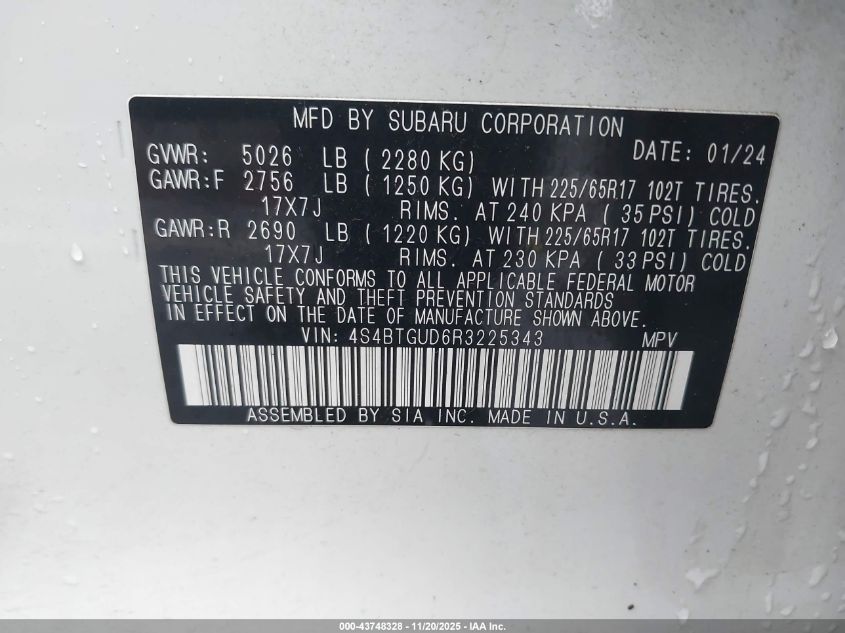 MFD BY SUBARU CORPORATION
GVWR: 5026 LB ( 2280 KG) DATE: 01/24
GAWR:F 2756 LB ( 1250 KG) WITH 225/65R17 102T TIRES.
17X7J RIMS. AT 240 KPA ( 35 PSI) COLD
GAWR:R 2690 LB ( 1220 KG) WITH 225/65R17 102T TIRES.
17X7J RIMS. AT 230 KPA ( 33 PSI) COLD
THIS VEHICLE CONFORMS TO ALL APPLICABLE FEDERAL MOTOR
VEHICLE SAFETY AND THEFT PREVENTION STANDARDS
IN EFFECT ON THE DATE OF MANUFACTURE SHOWN ABOVE.
VIN: 4S4BTGUD6R3225343 MPV
ASSEMBLED BY SIA INC. MADE IN U.S.A.
000-43748328 - 11/20/2025 - IAA Inc.